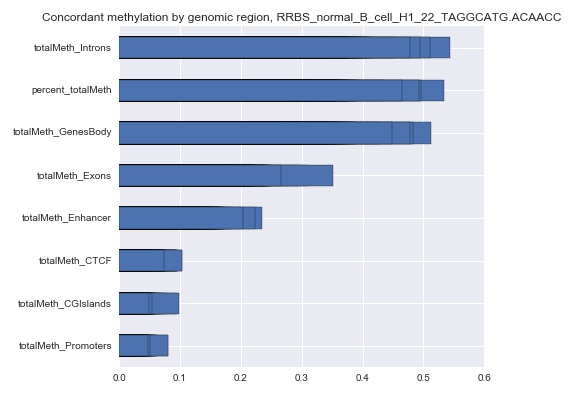 Concordant methylation by genomic region, RRBS_normal_B_cell_H1_22_TAGGCATG.ACAACC
totalMeth_Introns
percent_totalMeth
totalMeth_GenesBody
totalMeth_Exons
totalMeth_Enhancer
totalMeth_CTCF
totalMeth_CGIslands
totalMeth_Promoters
0.0 0.1 0.2 0.3 0.4 0.5 0.6